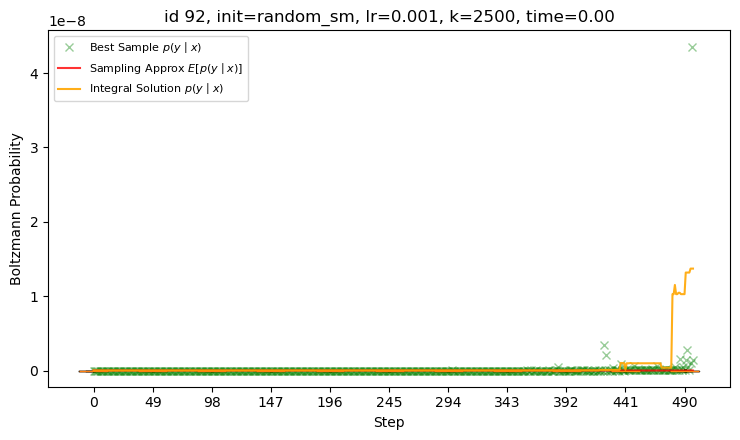 id 92, init=random_sm, lr=0.001, k=2500, time=0.00
1e−8
Best Sample p(y | x)
Sampling Approx E[p(y | x)]
Integral Solution p(y | x)
4
3
2
1
0
Boltzmann Probability
0 49 98 147 196 245 294 343 392 441 490
Step